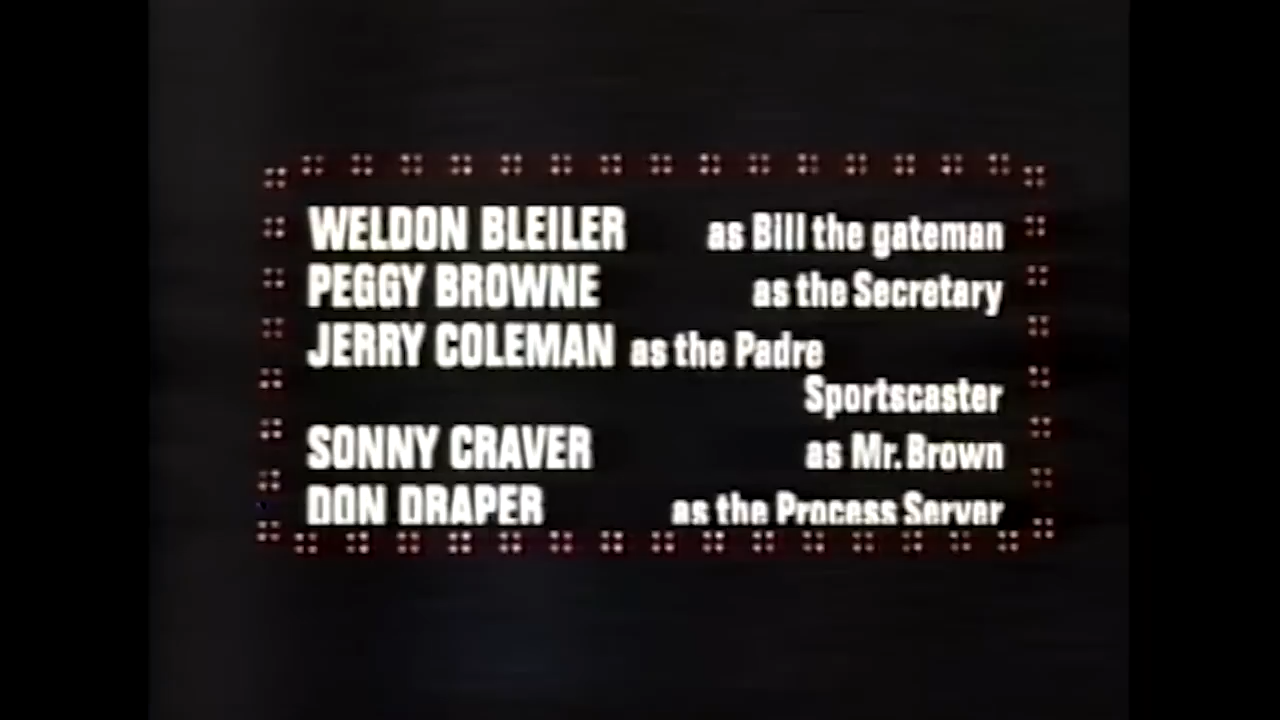 WELDON BLEILER as Bill the gateman
PEGGY BROWNE as the Secretary
JERRY COLEMAN as the Padre
Sportscaster
SONNY CRAVER as Mr. Brown
DON DRAPER as the Process Server